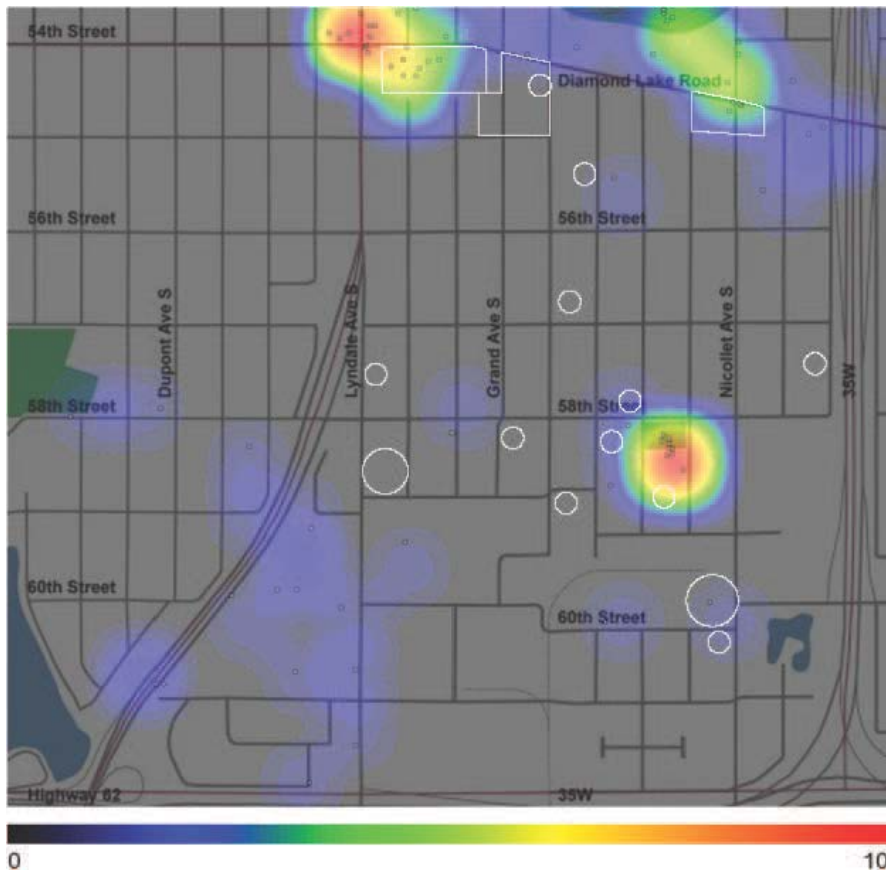 54th Street
Diamond Lake Road
56th Street
56th Street
Dupont Ave S
Lyndale Ave S
Grand Ave S
Nicollet Ave S
35W
58th Street
58th Street
60th Street
60th Street
Highway 62
35W
0
10